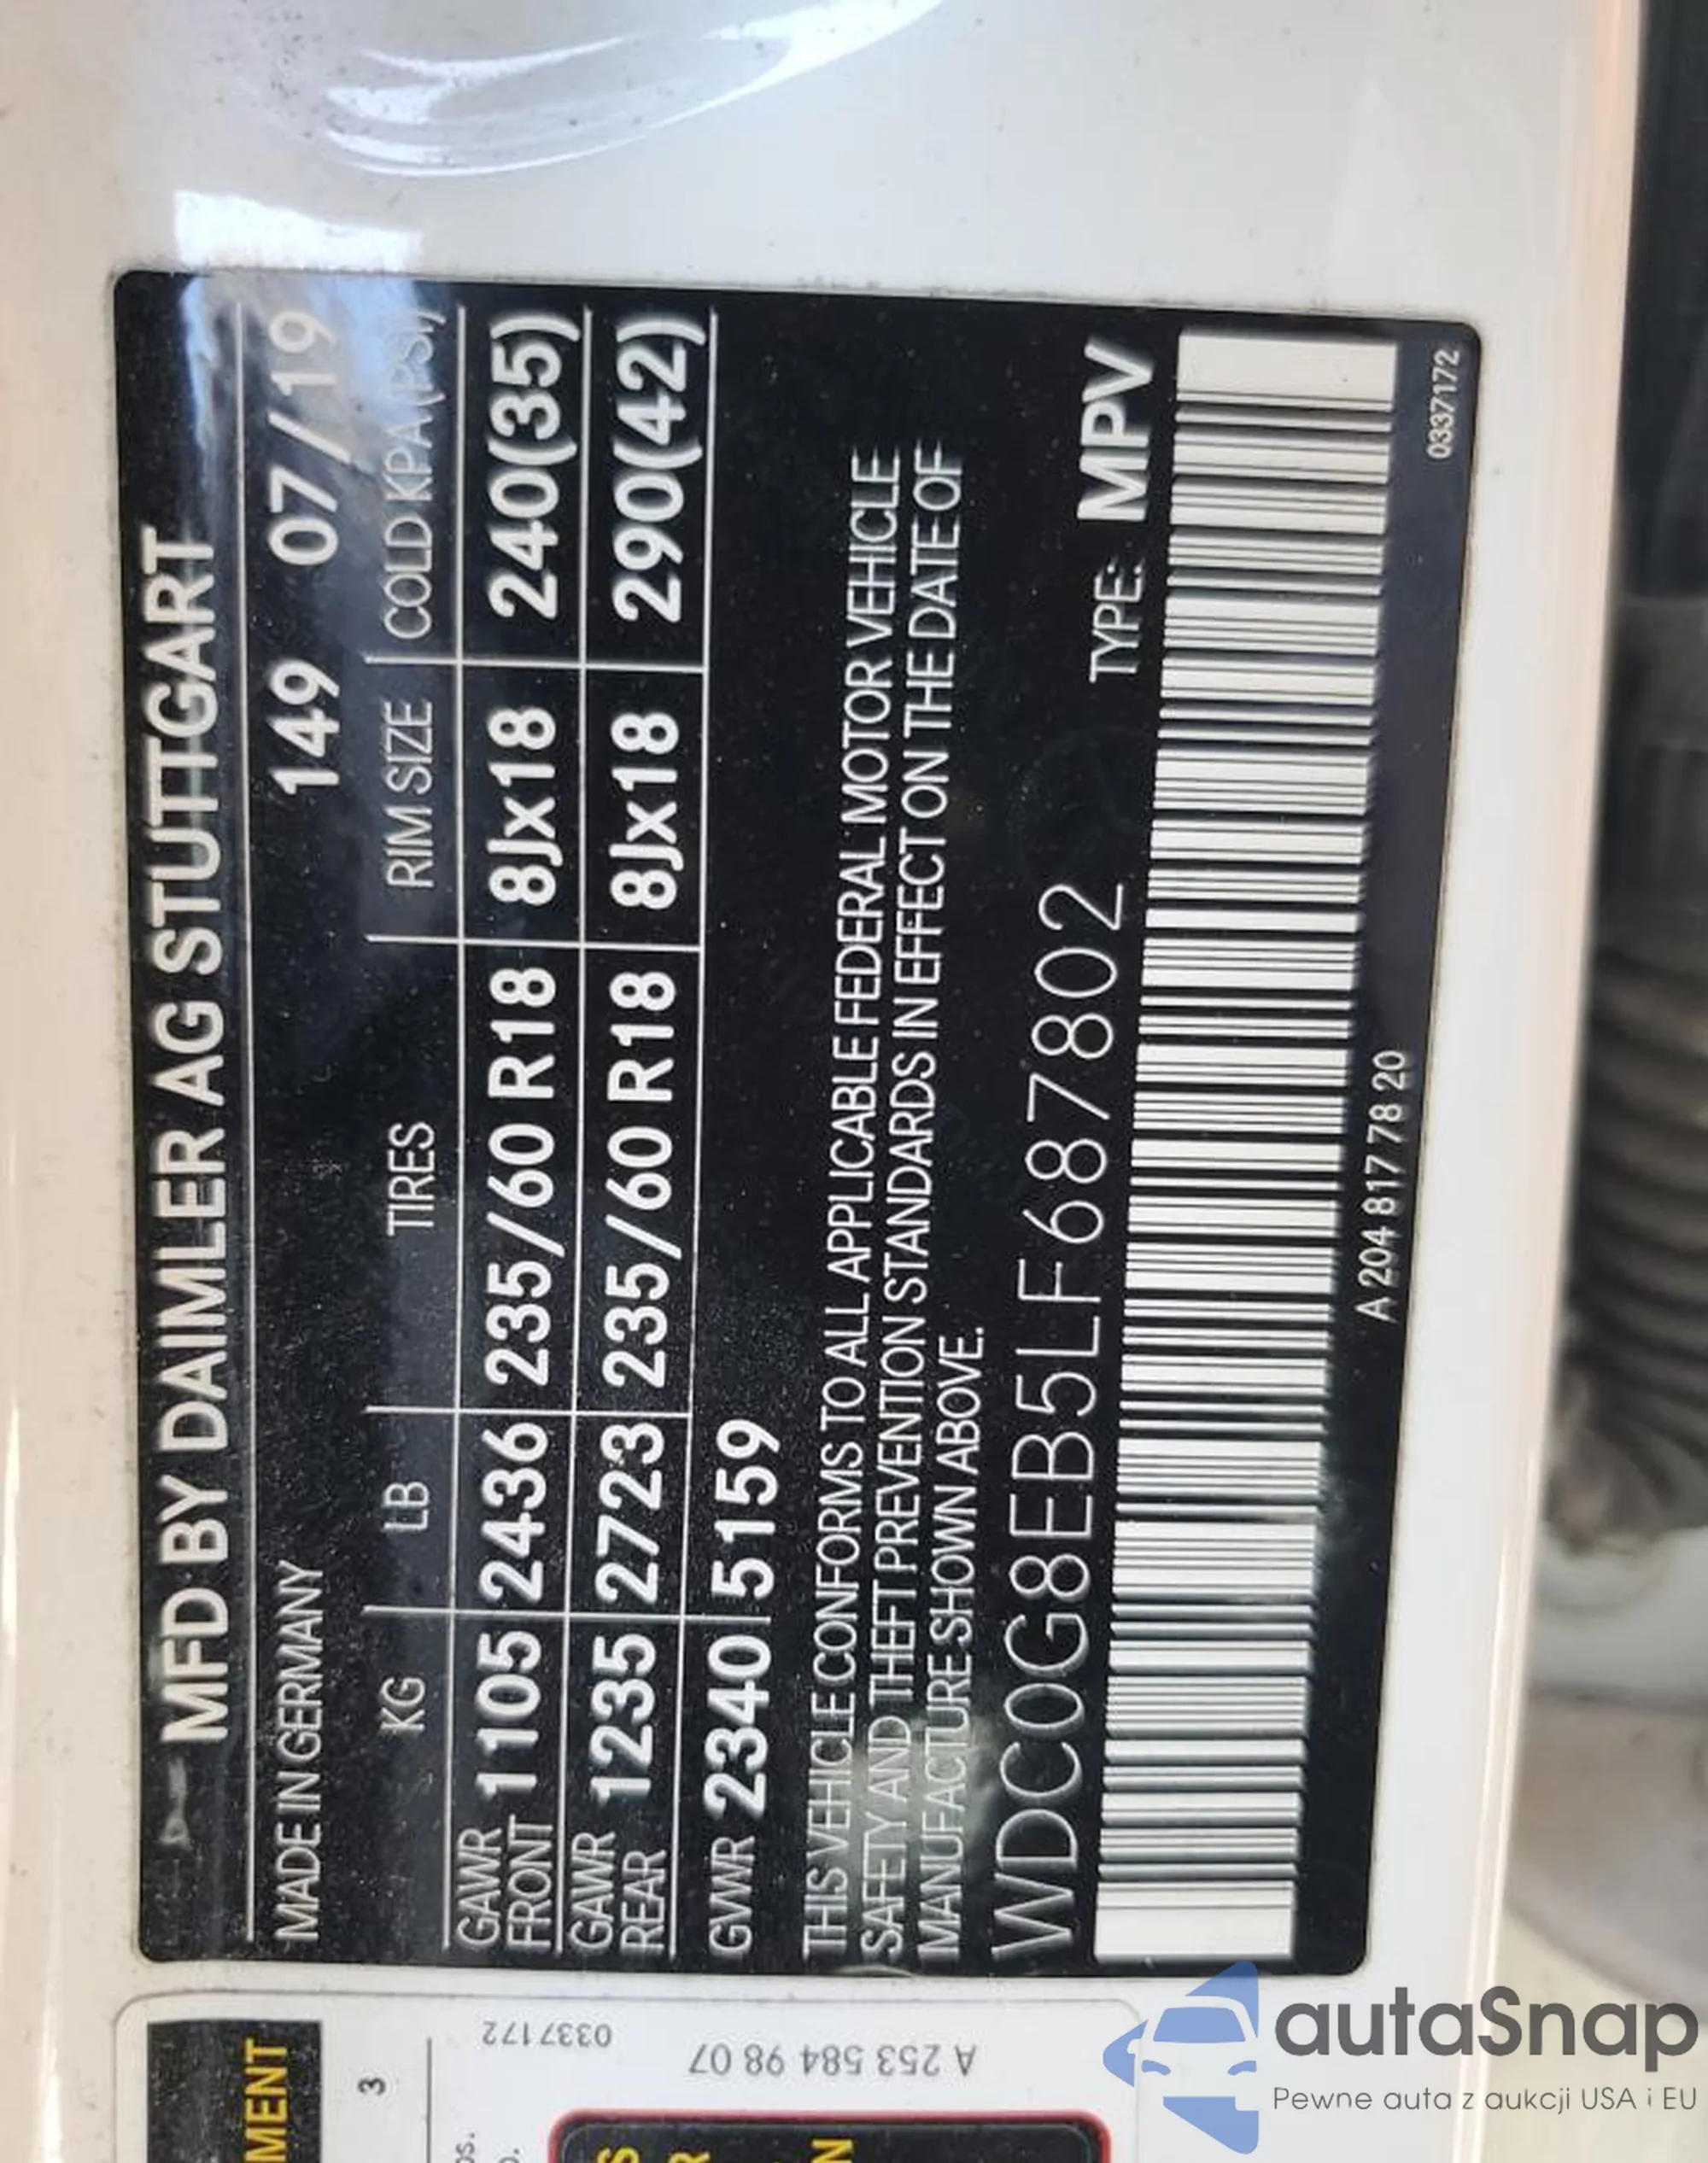 MFD BY DAIMLER AG STUTTGART
MADE IN GERMANY 149 07/19
KG LB TIRES RIM SIZE COLD KPA(PSI)
GAWR FRONT 1105 2436 235/60 R18 8Jx18 240(35)
GAWR REAR 1235 2723 235/60 R18 8Jx18 290(42)
GVWR 2340 5159
THIS VEHICLE CONFORMS TO ALL APPLICABLE FEDERAL MOTOR VEHICLE
SAFETY AND THEFT PREVENTION STANDARDS IN EFFECT ON THE DATE OF
MANUFACTURE SHOWN ABOVE.
TYPE: MPV
WDC0G8EB5LF687802
A 204 817 78 20
0337172
0337172
A 253 584 98 07
3
autaSnap
Pewne auta z aukcji USA i EU